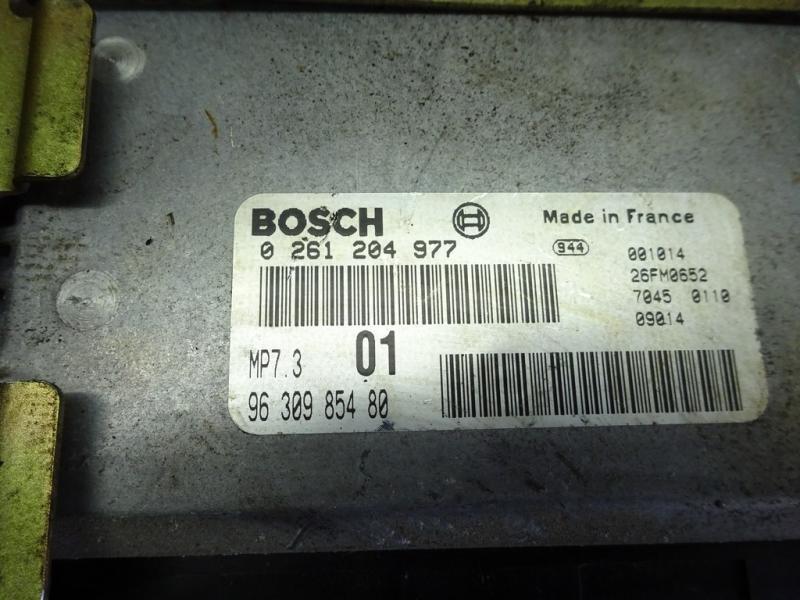 BOSCH Made in France
0 261 204 977 944 001014
26FM0652
7045 0110
09014
MP7.3 01
96 309 854 80